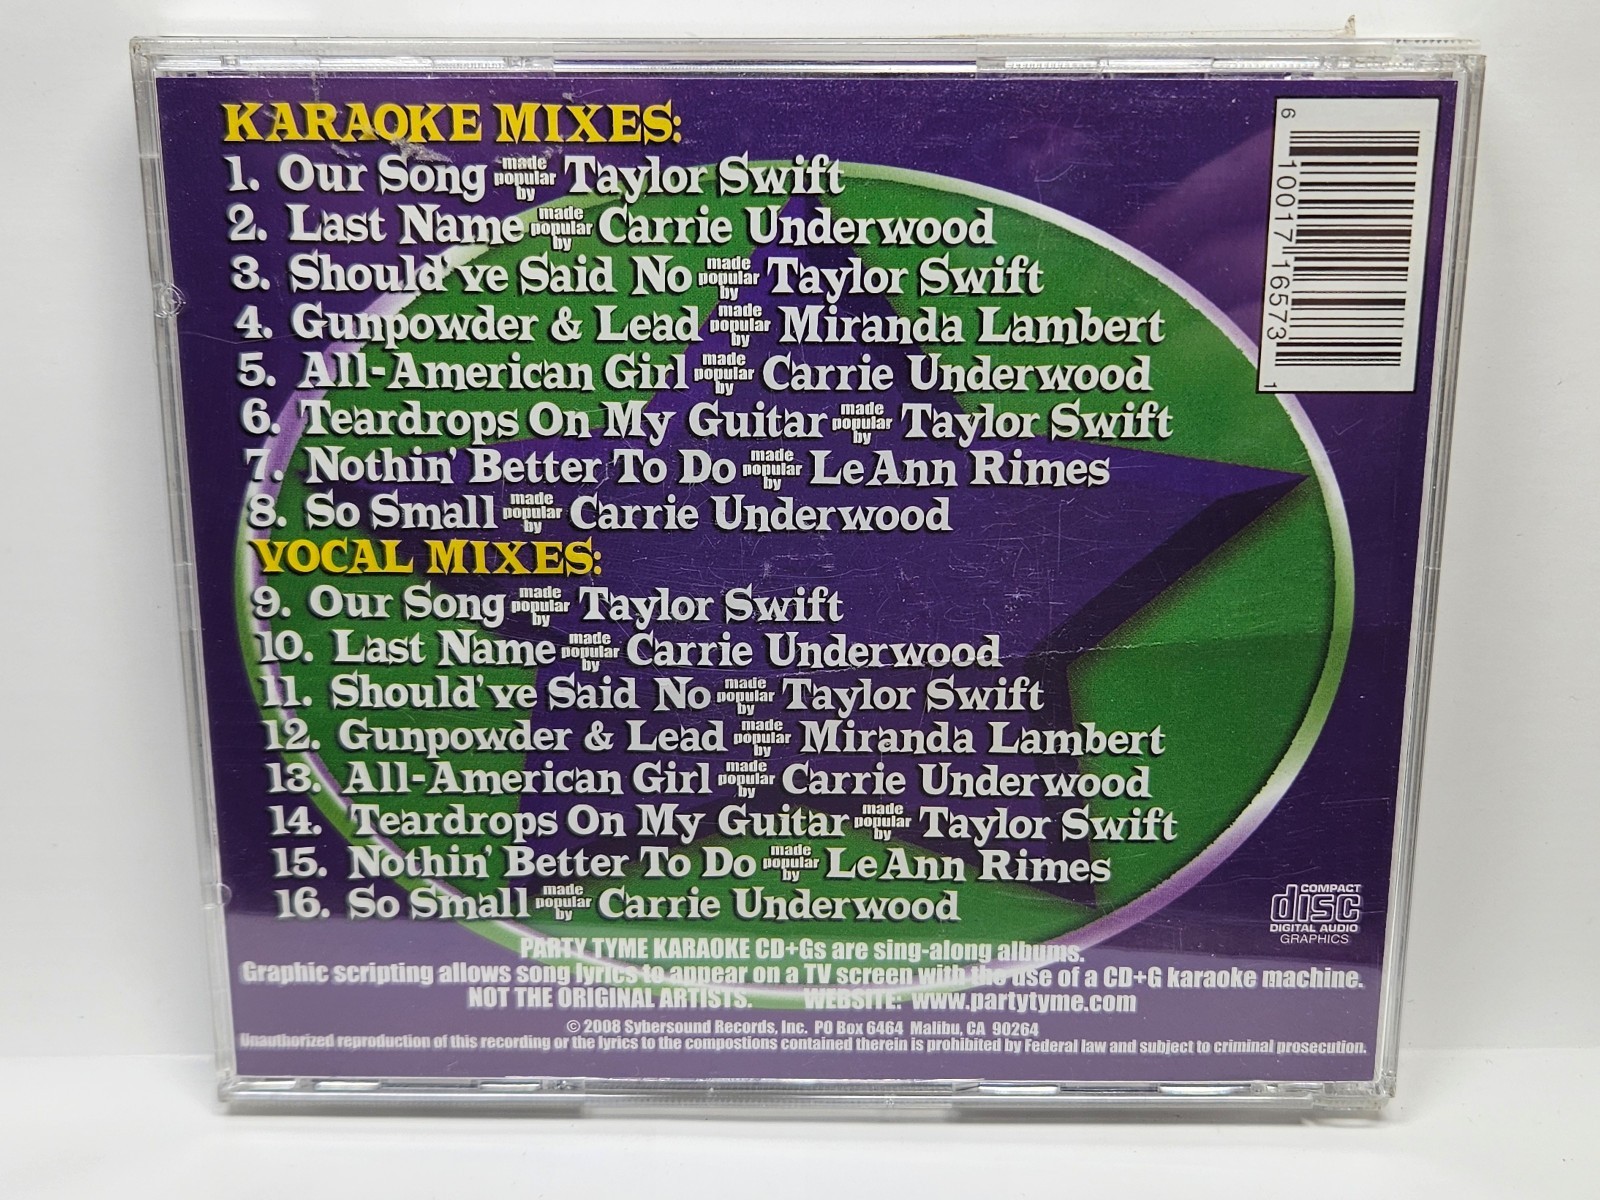 KARAOKE MIXES:
1. Our Song made popular by Taylor Swift
2. Last Name made popular by Carrie Underwood
3. Should've Said No made popular by Taylor Swift
4. Gunpowder & Lead made popular by Miranda Lambert
5. All-American Girl made popular by Carrie Underwood
6. Teardrops On My Guitar made popular by Taylor Swift
7. Nothin' Better To Do made popular by LeAnn Rimes
8. So Small made popular by Carrie Underwood
VOCAL MIXES:
9. Our Song made popular by Taylor Swift
10. Last Name made popular by Carrie Underwood
11. Should've Said No made popular by Taylor Swift
12. Gunpowder & Lead made popular by Miranda Lambert
13. All-American Girl made popular by Carrie Underwood
14. Teardrops On My Guitar made popular by Taylor Swift
15. Nothin' Better To Do made popular by LeAnn Rimes
16. So Small made popular by Carrie Underwood
PARTY TYME KARAOKE CD+Gs are sing-along albums.
Graphic scripting allows song lyrics to appear on a TV screen with the use of a CD+G karaoke machine.
NOT THE ORIGINAL ARTISTS. WEBSITE: www.partytyme.com
© 2008 Sybersound Records, Inc. PO Box 6464 Malibu, CA 90264
Unauthorized reproduction of this recording or the lyrics to the compostions contained therein is prohibited by Federal law and subject to criminal prosecution.
6 10017 16573 1
COMPACT
disc
DIGITAL AUDIO
GRAPHICS